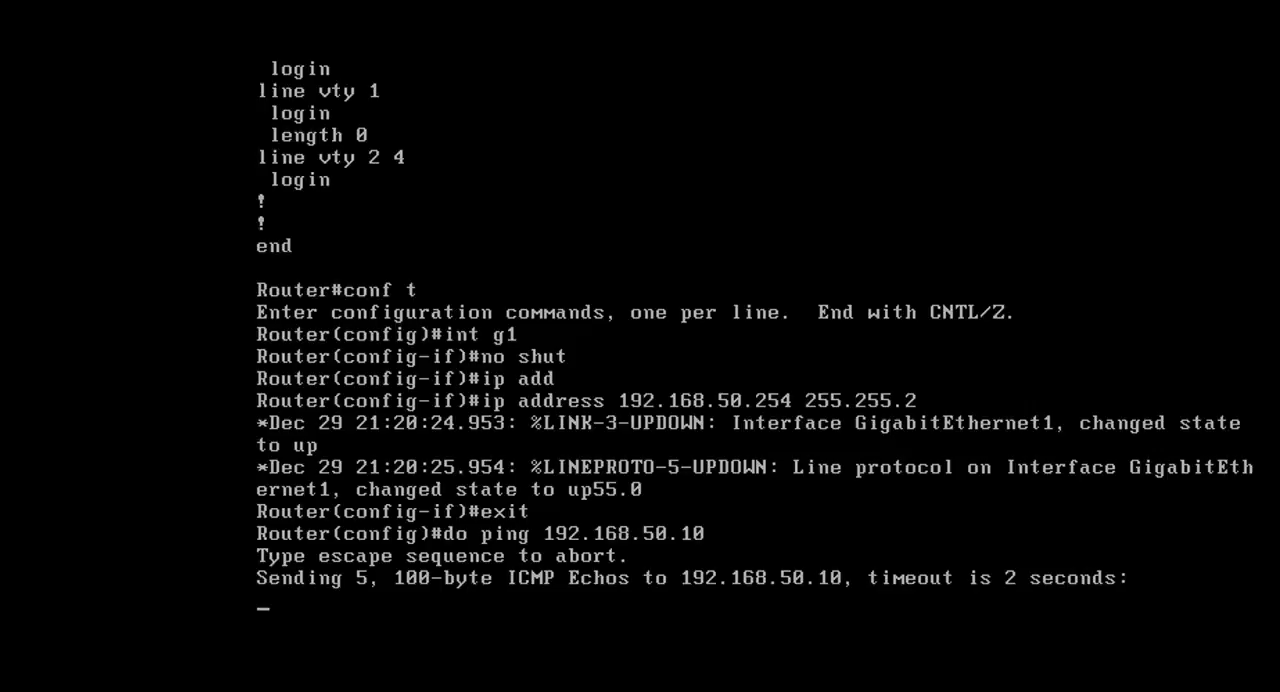 login
line vty 1
login
length 0
line vty 2 4
login
!
!
end
Router#conf t
Enter configuration commands, one per line.  End with CNTL/Z.
Router(config)#int g1
Router(config-if)#no shut
Router(config-if)#ip add
Router(config-if)#ip address 192.168.50.254 255.255.2
*Dec 29 21:20:24.953: %LINK-3-UPDOWN: Interface GigabitEthernet1, changed state
to up
*Dec 29 21:20:25.954: %LINEPROTO-5-UPDOWN: Line protocol on Interface GigabitEth
ernet1, changed state to up55.0
Router(config-if)#exit
Router(config)#do ping 192.168.50.10
Type escape sequence to abort.
Sending 5, 100-byte ICMP Echos to 192.168.50.10, timeout is 2 seconds:
_